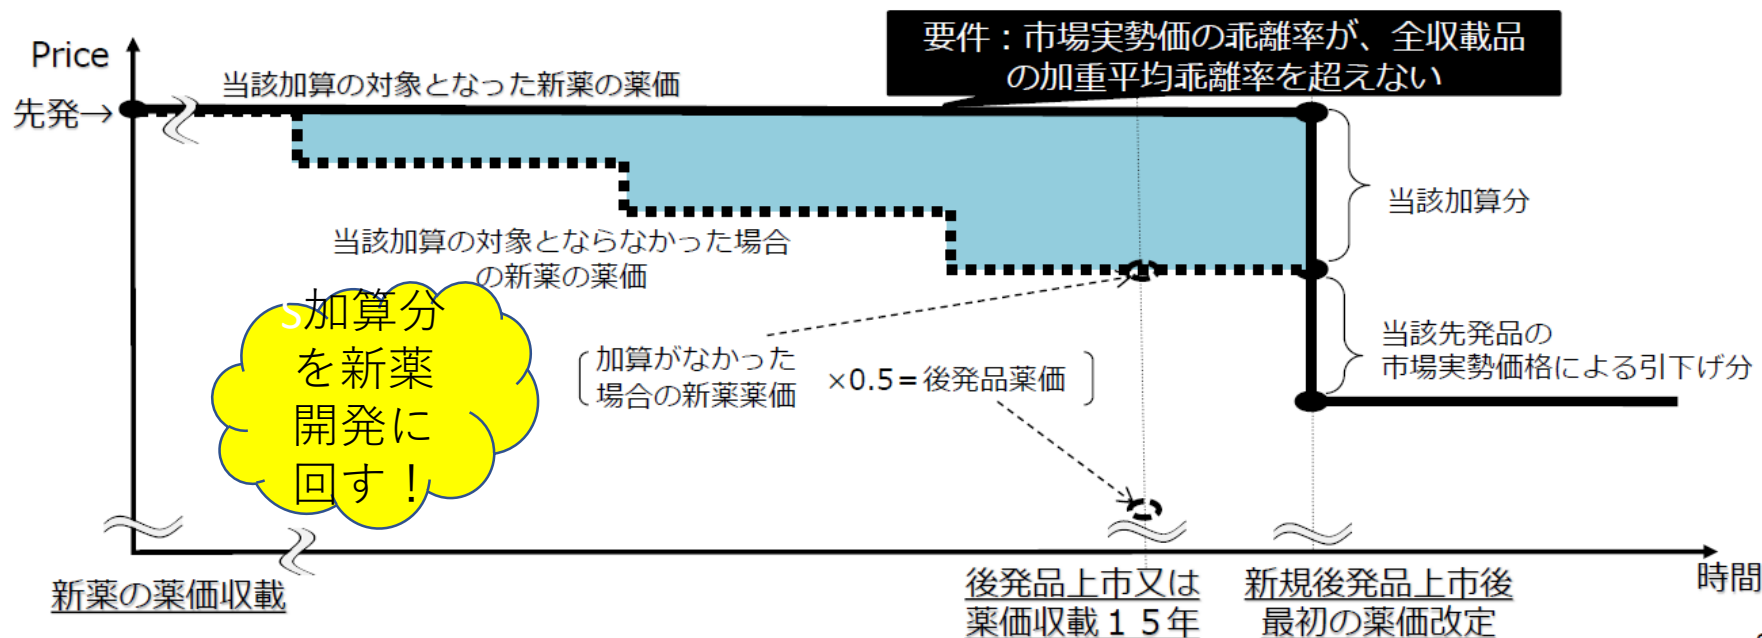 要件：市場実勢価の乖離率が、全収載品
の加重平均乖離率を超えない
Price
当該加算の対象となった新薬の薬価
先発→
当該加算分
当該加算の対象とならなかった場合
の新薬の薬価
S加算分
を新薬
開発に
回す！
加算がなかった
場合の新薬薬価
×0.5＝後発品薬価
当該先発品の
市場実勢価格による引下げ分
時間
新薬の薬価収載
後発品上市又は
薬価収載１５年
新規後発品上市後
最初の薬価改定